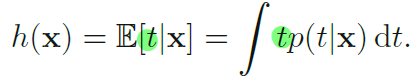 h(𝐱) = 𝔼[t|𝐱] = ∫ tp(t|𝐱) dt.